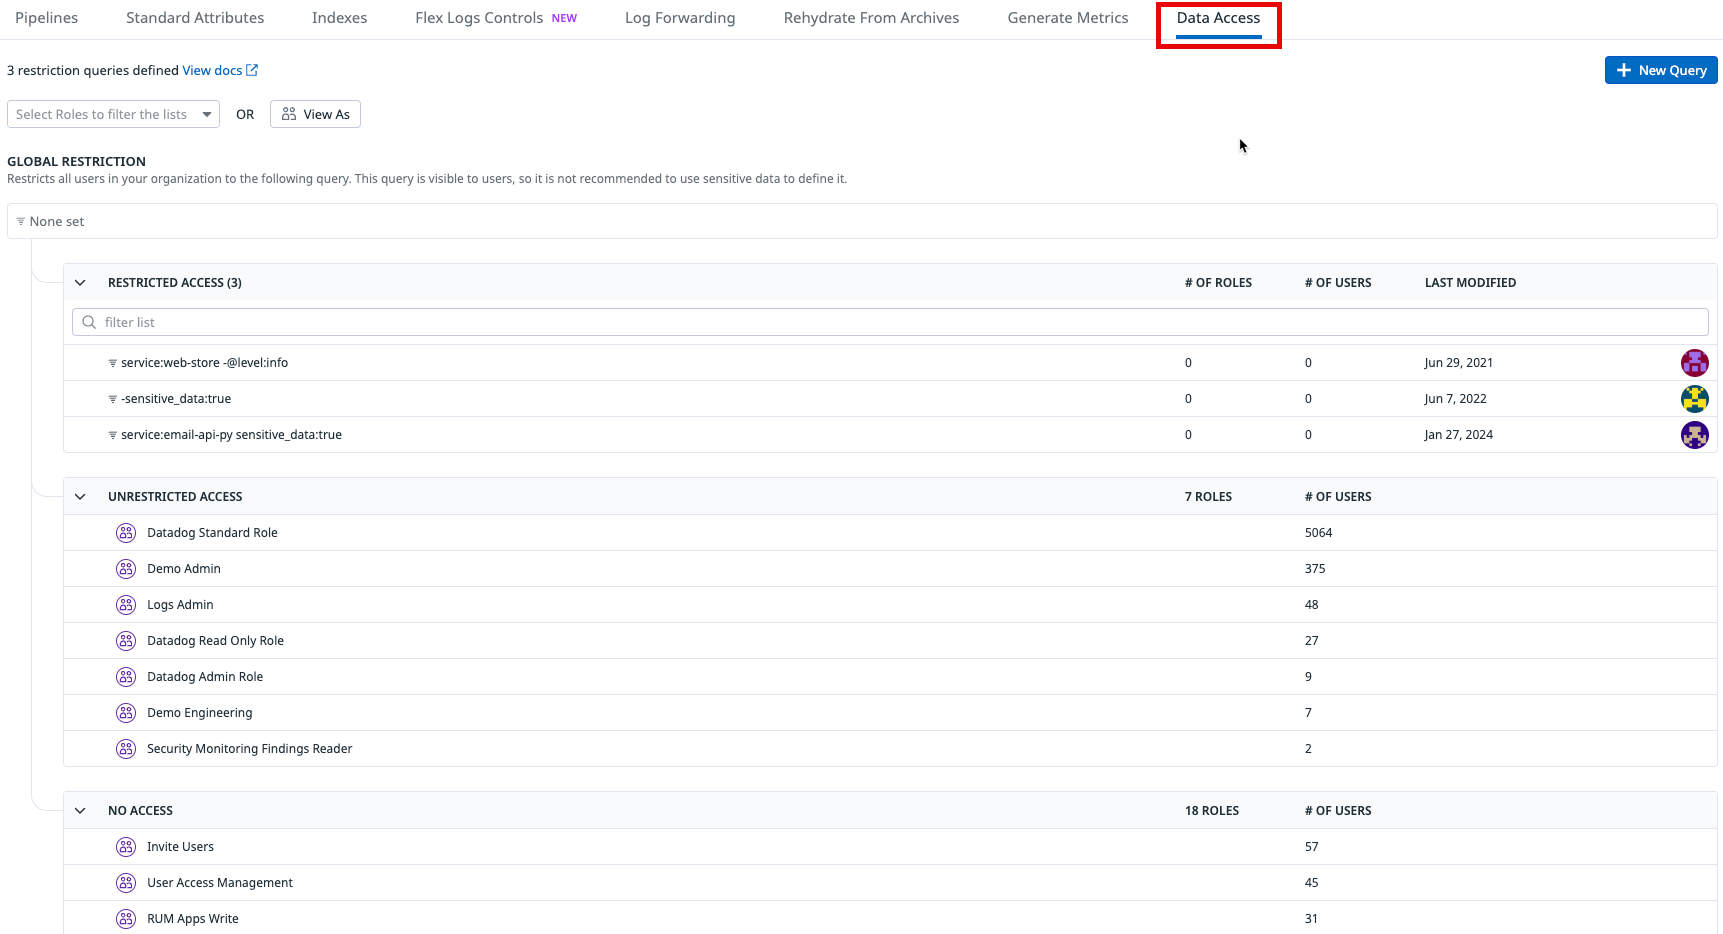 Pipelines Standard Attributes Indexes Flex Logs Controls NEW Log Forwarding Rehydrate From Archives Generate Metrics Data Access
3 restriction queries defined View docs
New Query
Select Roles to filter the lists OR View As
GLOBAL RESTRICTION
Restricts all users in your organization to the following query. This query is visible to users, so it is not recommended to use sensitive data to define it.
None set
RESTRICTED ACCESS (3) # OF ROLES # OF USERS LAST MODIFIED
filter list
service:web-store -@level:info 0 0 Jun 29, 2021
-sensitive_data:true 0 0 Jun 7, 2022
service:email-api-py sensitive_data:true 0 0 Jan 27, 2024
UNRESTRICTED ACCESS 7 ROLES # OF USERS
Datadog Standard Role 5064
Demo Admin 375
Logs Admin 48
Datadog Read Only Role 27
Datadog Admin Role 9
Demo Engineering 7
Security Monitoring Findings Reader 2
NO ACCESS 18 ROLES # OF USERS
Invite Users 57
User Access Management 45
RUM Apps Write 31